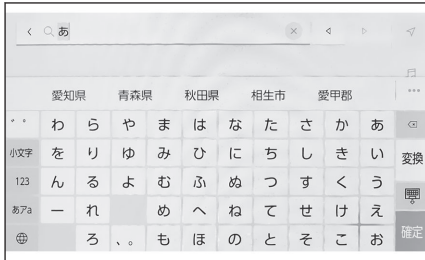 あ
愛知県 青森県 秋田県 相生市 愛甲郡
゛゜ わ ら や ま は な た さ か あ
小文字 を り ゆ み ひ に ち し き い 変換
123 ん る よ む ふ ぬ つ す く う
あアa ー れ め へ ね て せ け え
ろ 、。 も ほ の と そ こ お 確定